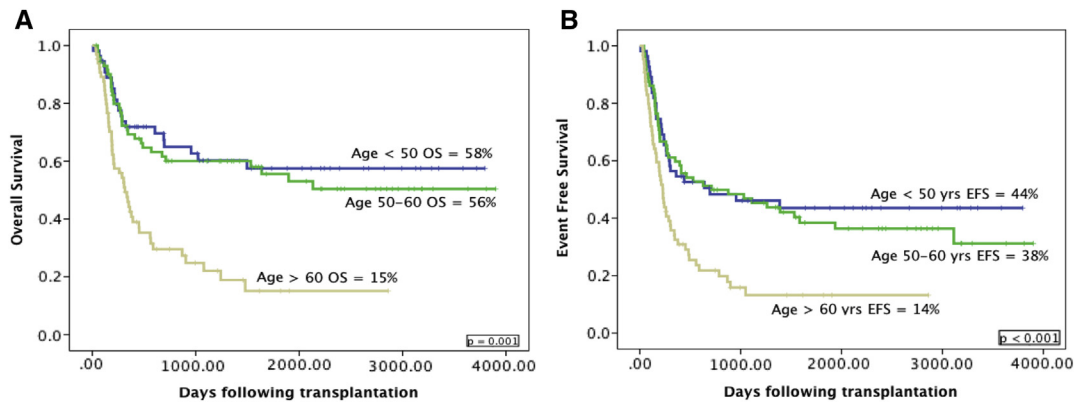 A
Overall Survival
1.0
0.8
0.6
0.4
0.2
0.0
Age < 50 OS = 58%
Age 50-60 OS = 56%
Age > 60 OS = 15%
p = 0.001
.00 1000.00 2000.00 3000.00 4000.00
Days following transplantation
B
Event Free Survival
1.0
0.8
0.6
0.4
0.2
0.0
Age < 50 yrs EFS = 44%
Age 50-60 yrs EFS = 38%
Age > 60 yrs EFS = 14%
p < 0.001
.00 1000.00 2000.00 3000.00 4000.00
Days following transplantation